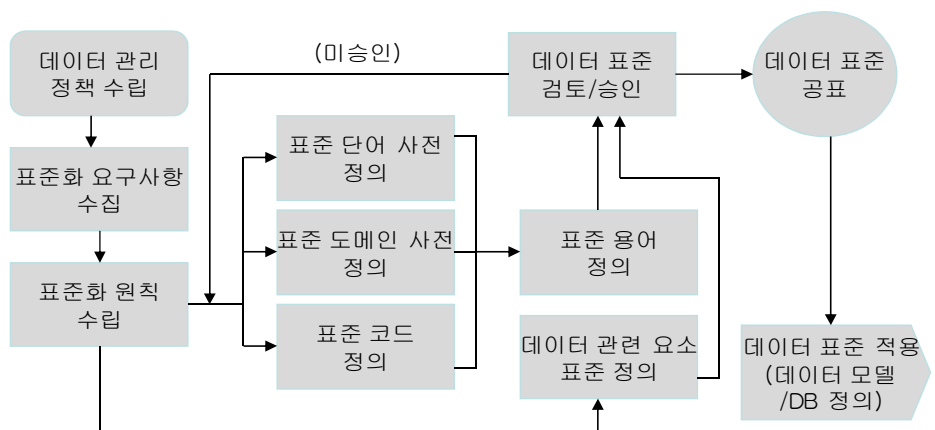 데이터 관리
정책 수립
표준화 요구사항
수집
표준화 원칙
수립
(미승인)
표준 단어 사전
정의
표준 도메인 사전
정의
표준 코드
정의
데이터 표준
검토/승인
표준 용어
정의
데이터 관련 요소
표준 정의
데이터 표준
공표
데이터 표준 적용
(데이터 모델
/DB 정의)